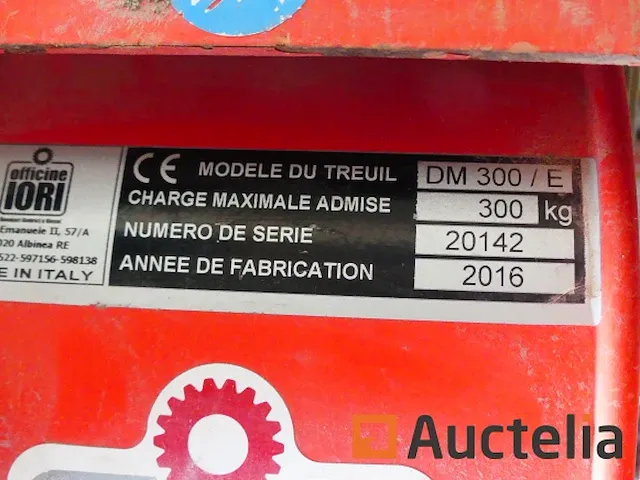 officine
IORI
Emanuele II, 57/A
020 Albinea RE
522-597156-598138
E IN ITALY
CE MODELE DU TREUIL DM 300 / E
CHARGE MAXIMALE ADMISE 300 kg
NUMERO DE SERIE 20142
ANNEE DE FABRICATION 2016
Auctelia